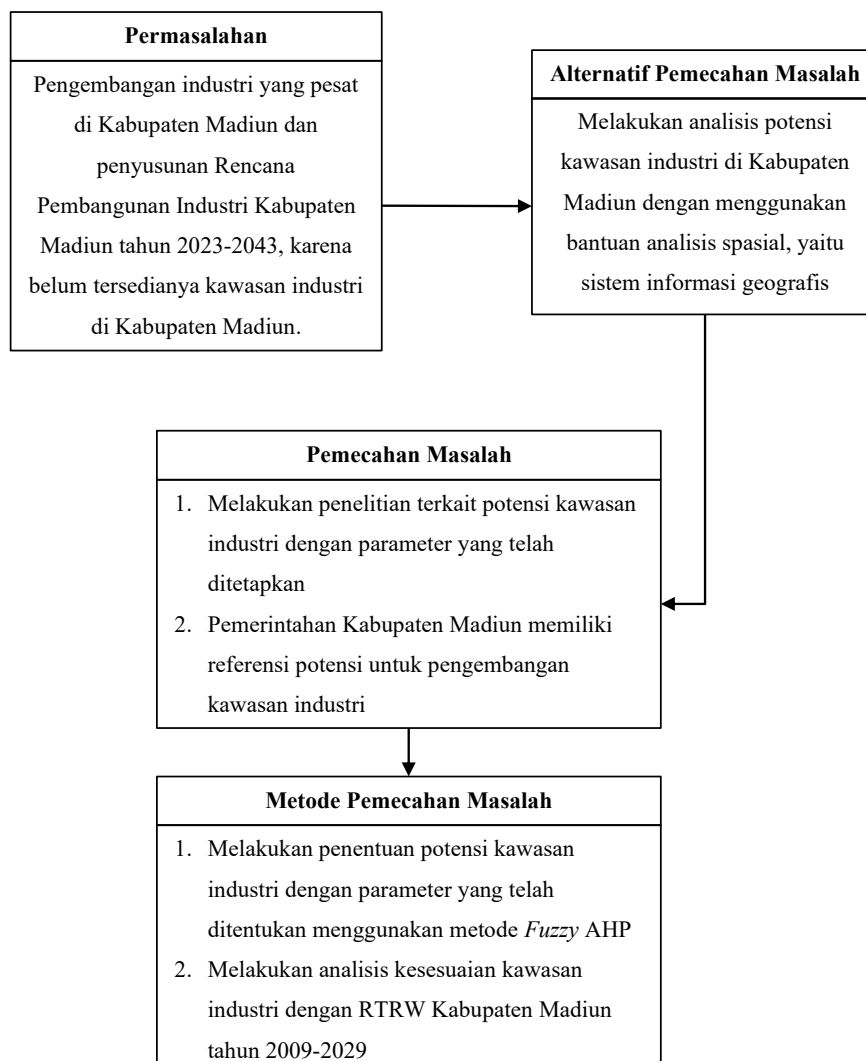 Permasalahan
Pengembangan industri yang pesat
di Kabupaten Madiun dan
penyusunan Rencana
Pembangunan Industri Kabupaten
Madiun tahun 2023-2043, karena
belum tersedianya kawasan industri
di Kabupaten Madiun.
Alternatif Pemecahan Masalah
Melakukan analisis potensi
kawasan industri di Kabupaten
Madiun dengan menggunakan
bantuan analisis spasial, yaitu
sistem informasi geografis
Pemecahan Masalah
1. Melakukan penelitian terkait potensi kawasan
industri dengan parameter yang telah
ditetapkan
2. Pemerintahan Kabupaten Madiun memiliki
referensi potensi untuk pengembangan
kawasan industri
Metode Pemecahan Masalah
1. Melakukan penentuan potensi kawasan
industri dengan parameter yang telah
ditentukan menggunakan metode Fuzzy AHP
2. Melakukan analisis kesesuaian kawasan
industri dengan RTRW Kabupaten Madiun
tahun 2009-2029